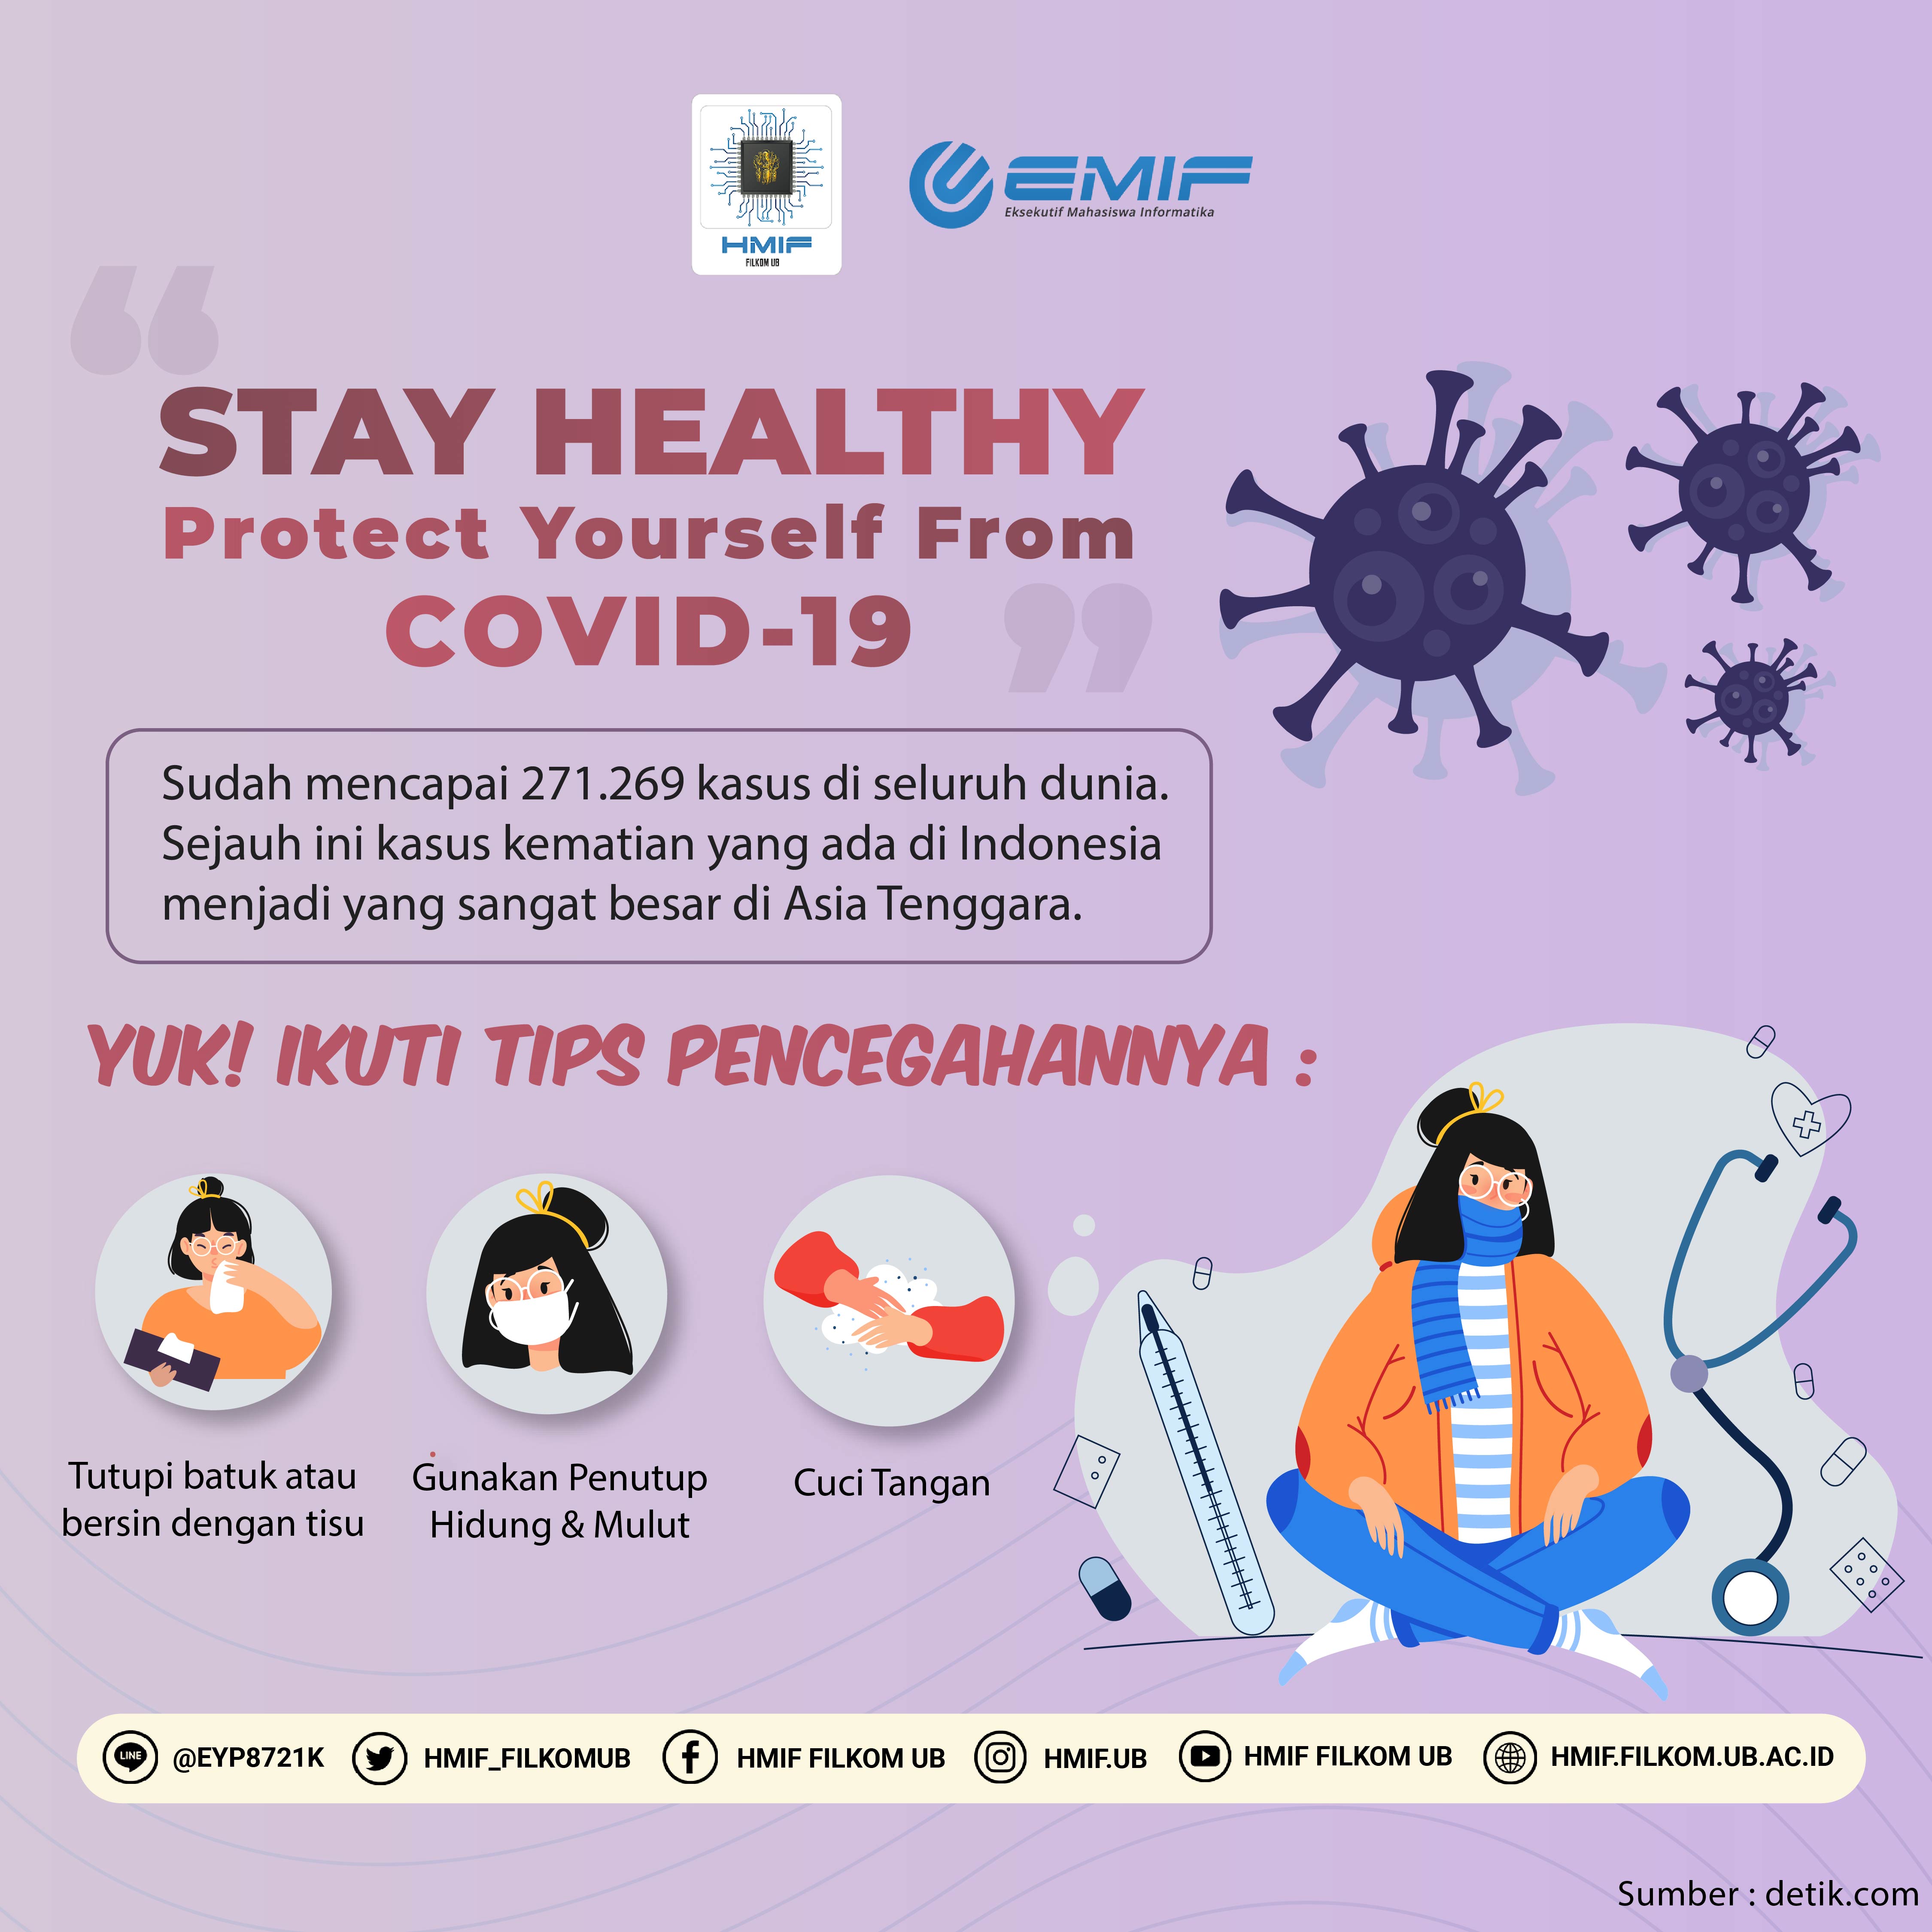 HMIF
FILKOM UB
EMIF
Eksekutif Mahasiswa Informatika
“
STAY HEALTHY
Protect Yourself From
COVID-19
”
Sudah mencapai 271.269 kasus di seluruh dunia.
Sejauh ini kasus kematian yang ada di Indonesia
menjadi yang sangat besar di Asia Tenggara.
YUK! IKUTI TIPS PENCEGAHANNYA :
Tutupi batuk atau
bersin dengan tisu
Gunakan Penutup
Hidung & Mulut
Cuci Tangan
LINE @EYP8721K HMIF_FILKOMUB HMIF FILKOM UB HMIF.UB HMIF FILKOM UB HMIF.FILKOM.UB.AC.ID
Sumber : detik.com